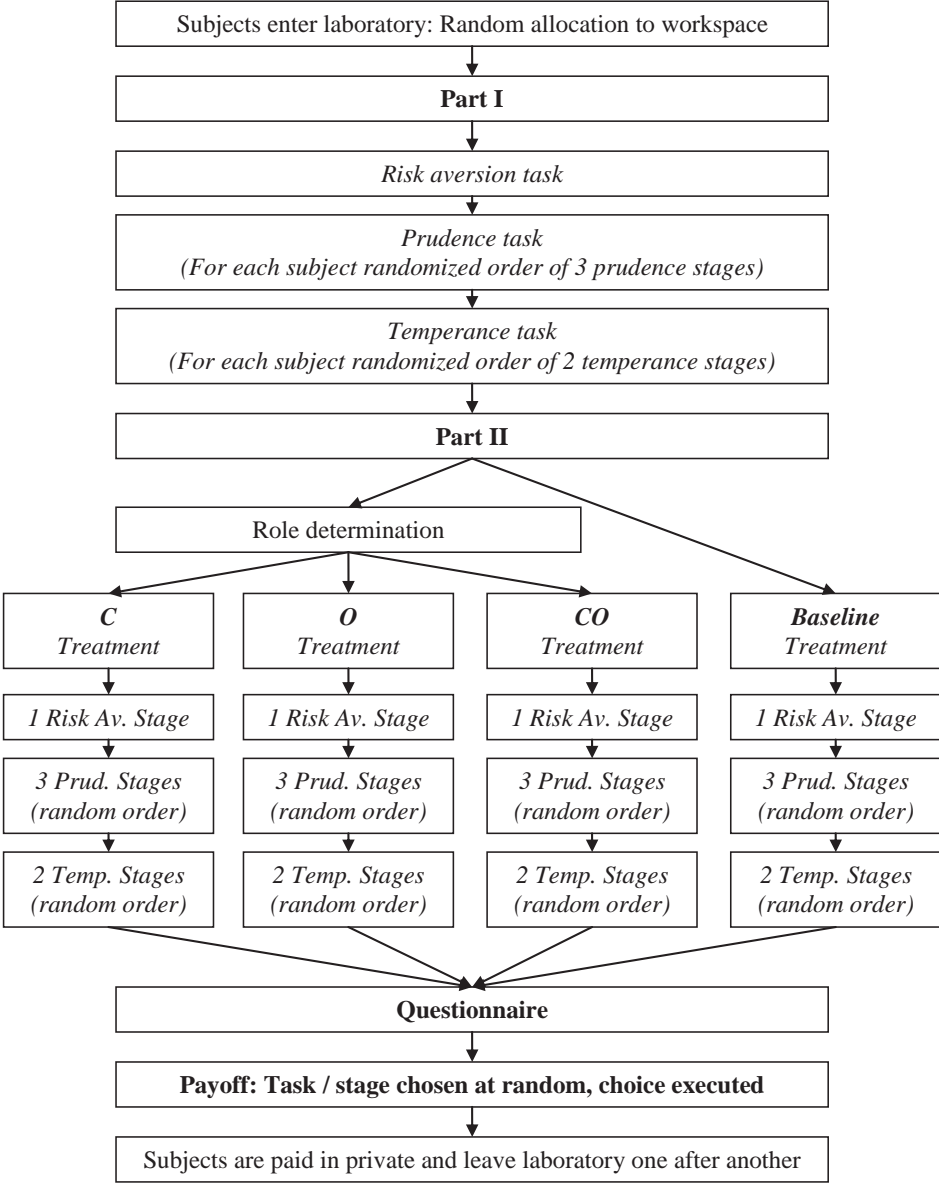 Subjects enter laboratory: Random allocation to workspace
Part I
Risk aversion task
Prudence task
(For each subject randomized order of 3 prudence stages)
Temperance task
(For each subject randomized order of 2 temperance stages)
Part II
Role determination
C
Treatment
O
Treatment
CO
Treatment
Baseline
Treatment
1 Risk Av. Stage
1 Risk Av. Stage
1 Risk Av. Stage
1 Risk Av. Stage
3 Prud. Stages
(random order)
3 Prud. Stages
(random order)
3 Prud. Stages
(random order)
3 Prud. Stages
(random order)
2 Temp. Stages
(random order)
2 Temp. Stages
(random order)
2 Temp. Stages
(random order)
2 Temp. Stages
(random order)
Questionnaire
Payoff: Task / stage chosen at random, choice executed
Subjects are paid in private and leave laboratory one after another